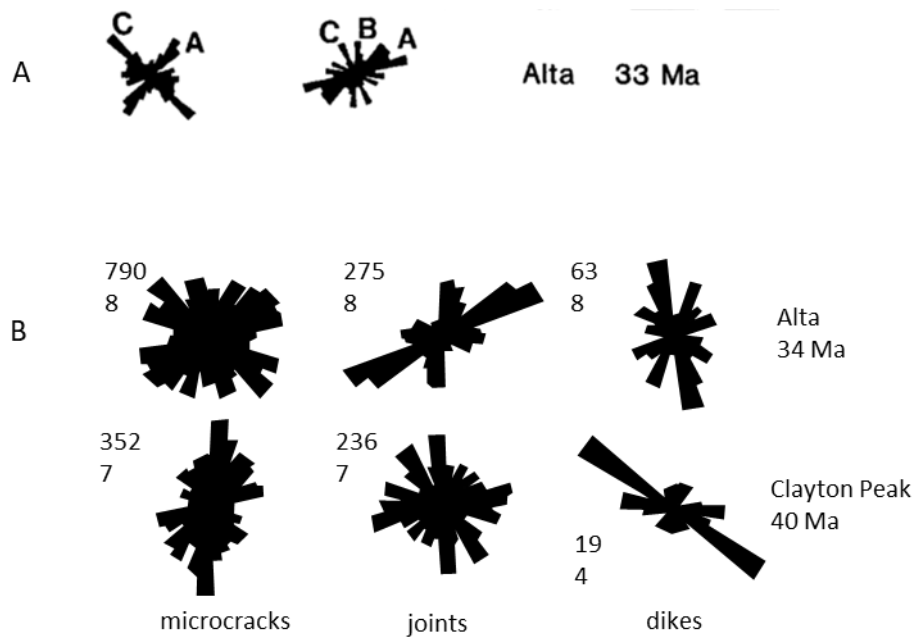 A
C
A
C
B
A
Alta 33 Ma
B
790
8
275
8
63
8
Alta
34 Ma
352
7
236
7
19
4
Clayton Peak
40 Ma
microcracks
joints
dikes